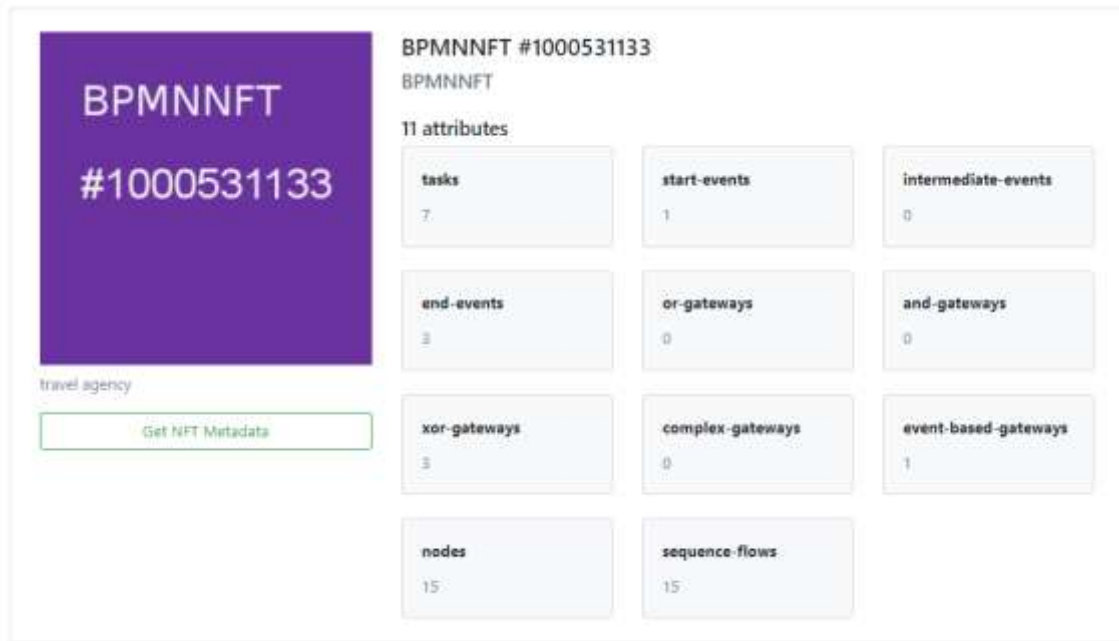 BPMNNFT
#1000531133
travel agency
Get NFT Metadata
BPMNNFT #1000531133
BPMNNFT
11 attributes
tasks
7
start-events
1
intermediate-events
0
end-events
3
or-gateways
0
and-gateways
0
xor-gateways
3
complex-gateways
0
event-based-gateways
1
nodes
15
sequence-flows
15